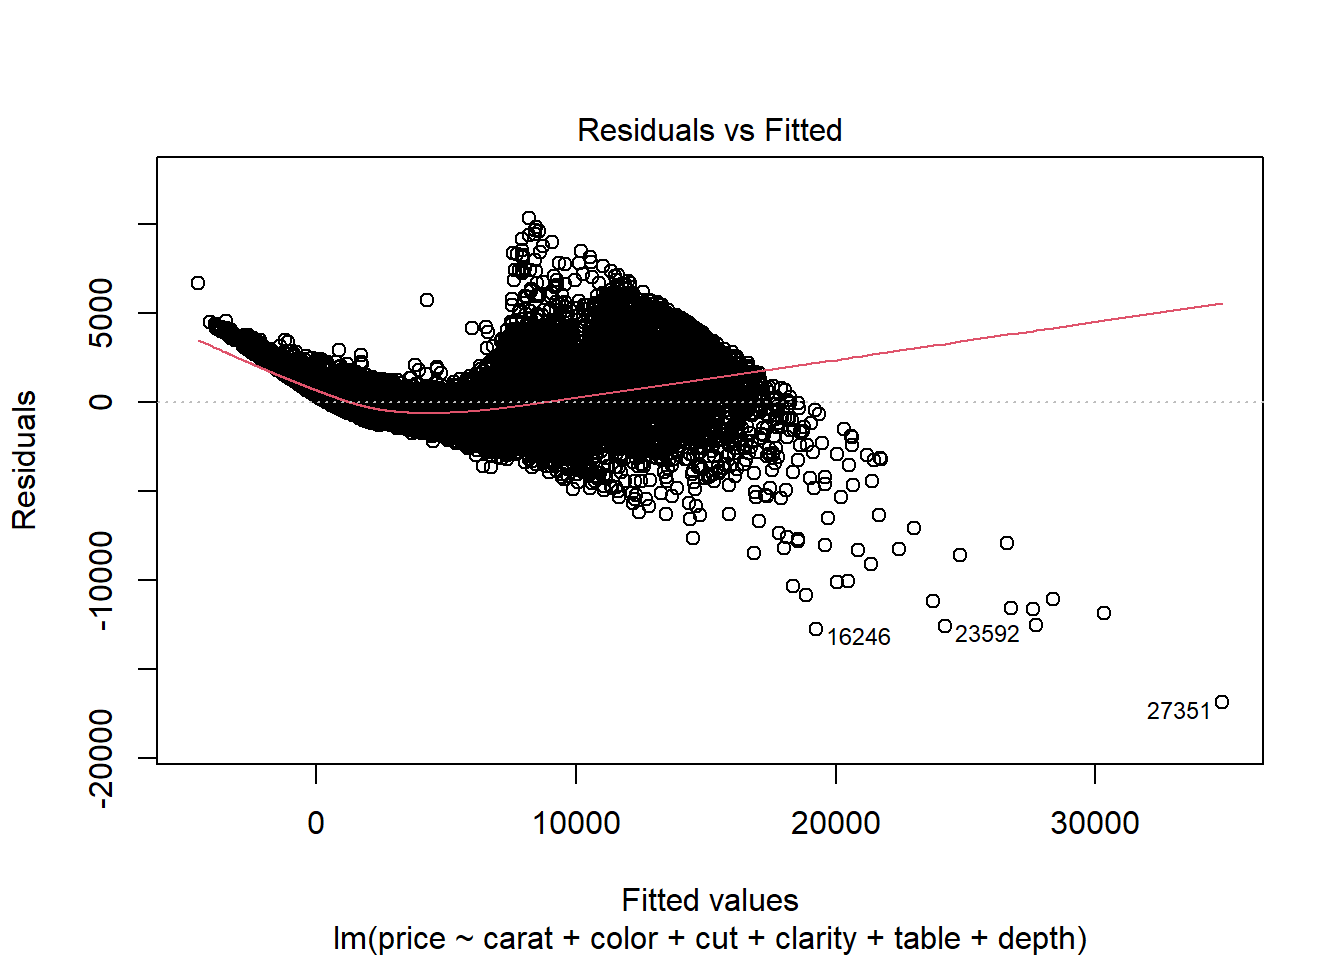 Residuals vs Fitted
Residuals
5000
0
-10000
-20000
16246
23592
27351
0
10000
20000
30000
Fitted values
lm(price ~ carat + color + cut + clarity + table + depth)